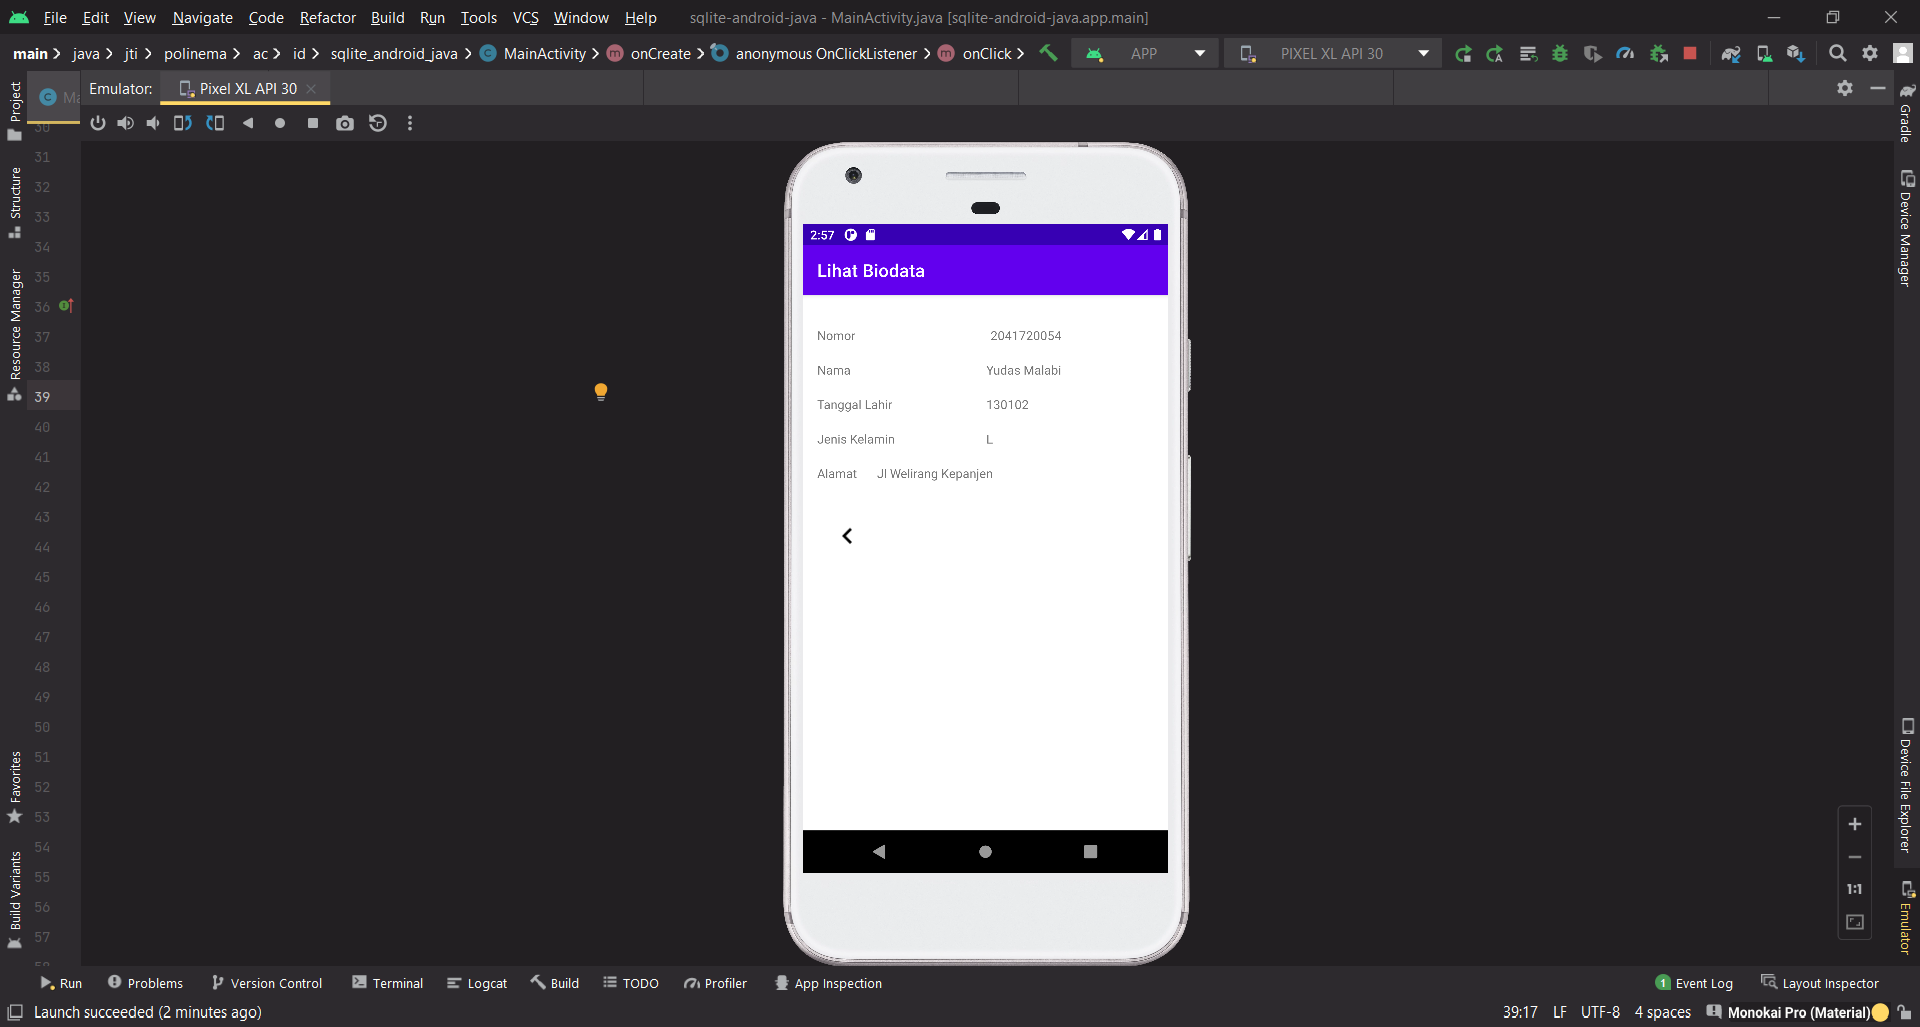 File Edit View Navigate Code Refactor Build Run Tools VCS Window Help sqlite-android-java - MainActivity.java [sqlite-android-java.app.main]
main java jti polinema ac id sqlite_android_java MainActivity onCreate anonymous OnClickListener onClick APP PIXEL XL API 30
Emulator: Pixel XL API 30
Ma
Project
Structure
Resource Manager
Favorites
Build Variants
30
31
32
33
34
35
36
37
38
39
40
41
42
43
44
45
46
47
48
49
50
51
52
53
54
55
56
57
2:57
Lihat Biodata
Nomor 2041720054
Nama Yudas Malabi
Tanggal Lahir 130102
Jenis Kelamin L
Alamat Jl Welirang Kepanjen
Gradle
Device Manager
Device File Explorer
Emulator
1:1
Run Problems Version Control Terminal Logcat Build TODO Profiler App Inspection 1 Event Log Layout Inspector
Launch succeeded (2 minutes ago) 39:17 LF UTF-8 4 spaces Monokai Pro (Material)